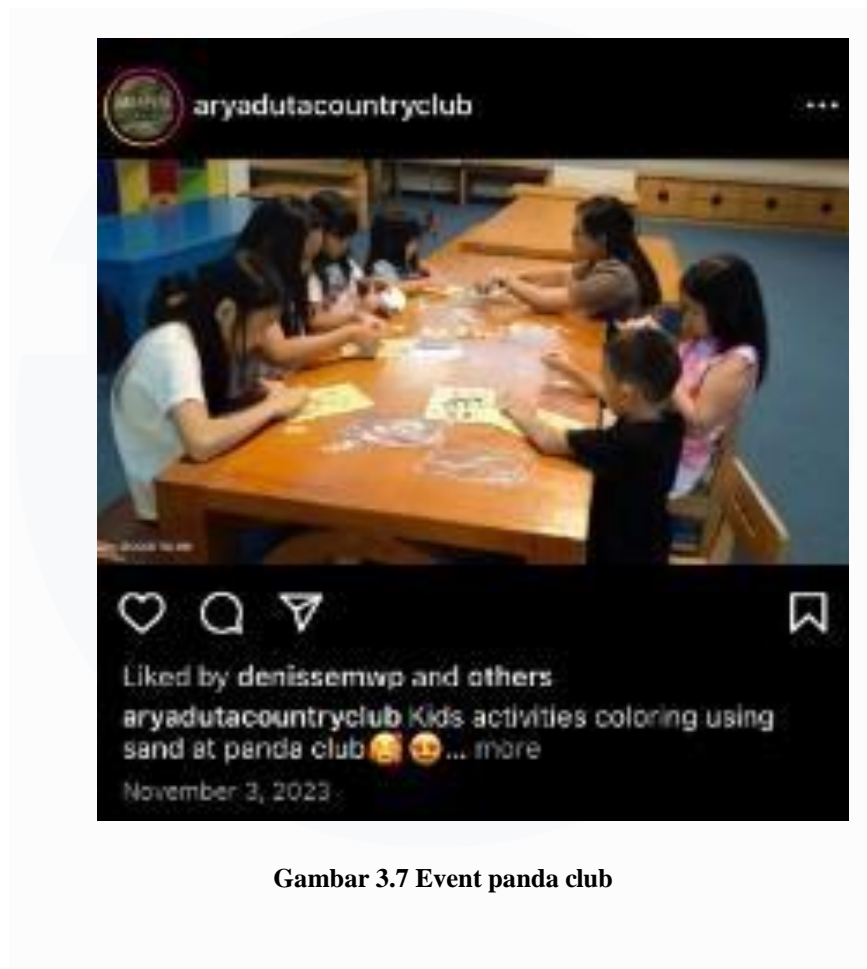 aryadutacountryclub
Liked by denissemwp and others
aryadutacountryclub Kids activities coloring using
sand at panda club🥰🤩... more
November 3, 2023
Gambar 3.7 Event panda club